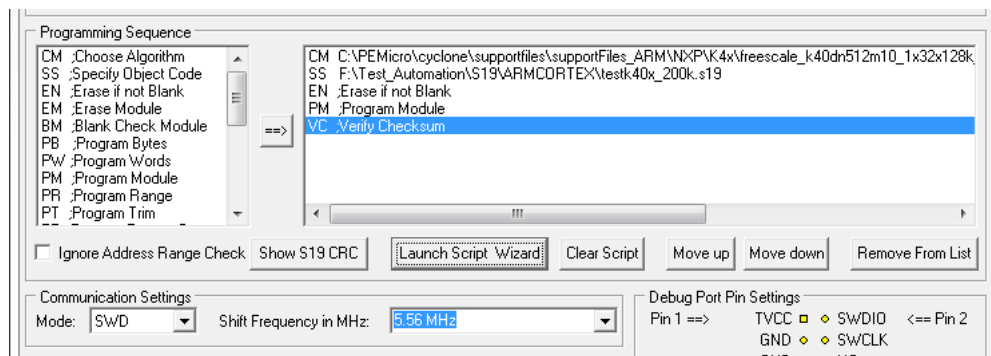 Programming Sequence
CM ;Choose Algorithm
SS ;Specify Object Code
EN ;Erase if not Blank
EM ;Erase Module
BM ;Blank Check Module
PB ;Program Bytes
PW ;Program Words
PM ;Program Module
PR ;Program Range
PT ;Program Trim
==>
CM C:\PEMicro\cyclone\supportfiles\supportFiles_ARM\NXP\K4x\freescale_k40dn512m10_1x32x128k_
SS F:\Test_Automation\S19\ARMCORTEX\testk40x_200k.s19
EN ;Erase if not Blank
PM ;Program Module
VC ;Verify Checksum
Ignore Address Range Check
Show S19 CRC
Launch Script Wizard
Clear Script
Move up
Move down
Remove From List
Communication Settings
Mode: SWD
Shift Frequency in MHz: 5.56 MHz
Debug Port Pin Settings
Pin 1 ==> TVCC SWDIO <== Pin 2
GND SWCLK